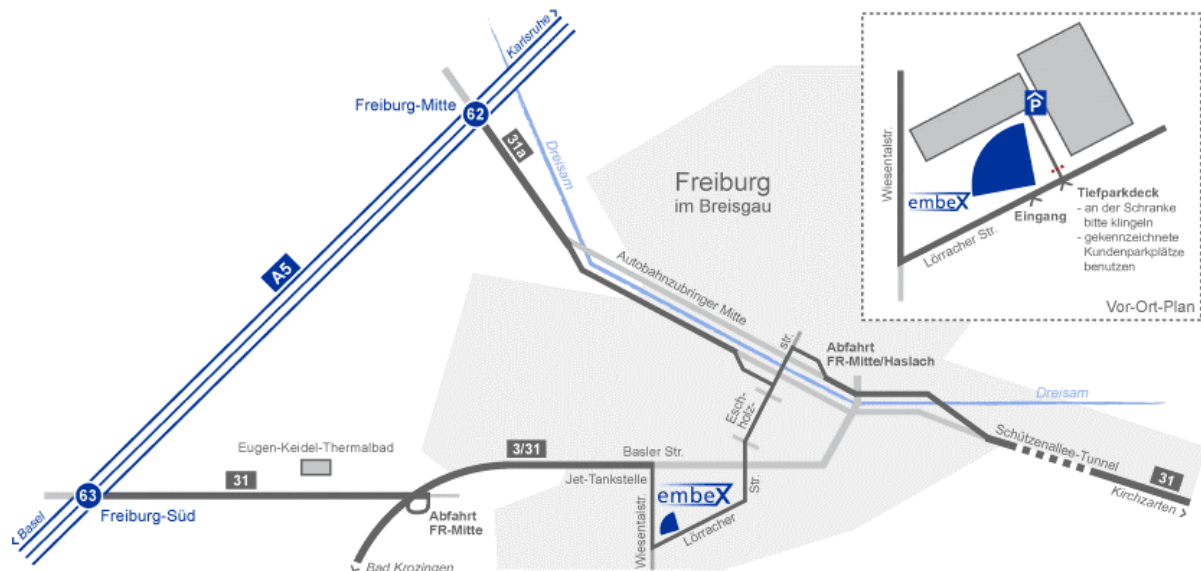 Karlsruhe >
Freiburg-Mitte
62
31a
Dreisam
A5
Freiburg
im Breisgau
Autobahnzubringer Mitte
str.
Esch-
holz-
Abfahrt
FR-Mitte/Haslach
Dreisam
Schützenallee-Tunnel
31
Kirchzarten >
Eugen-Keidel-Thermalbad
31
63
Freiburg-Süd
< Basel
3/31
Abfahrt
FR-Mitte
Bad Krozingen
Basler Str.
Jet-Tankstelle
Wiesentalstr.
embeX
Lörracher
Str.
Wiesentalstr.
P
embeX
Eingang
Lörracher Str.
Tiefparkdeck
- an der Schranke
bitte klingeln
- gekennzeichnete
Kundenparkplätze
benutzen
Vor-Ort-Plan